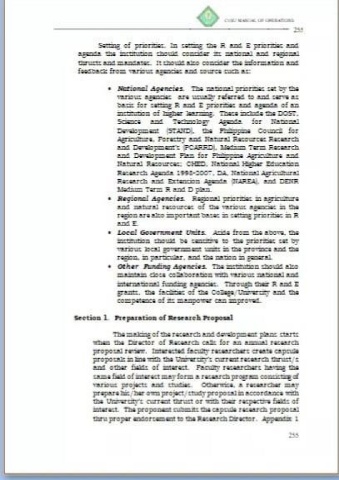 CVSU MANUAL OF OPERATIONS
255
Setting of priorities. In setting the R and E priorities and
agenda the institution should consider its national and regional
thrusts and mandates. It should also consider the information and
feedback from various agencies and source such as:
• National Agencies. The national priorities set by the
various agencies are usually referred to and serve as
basis for setting R and E priorities and agenda of an
institution of higher learning. These include the DOST,
Science and Technology Agenda for National
Development (STAND), the Philippine Council for
Agriculture, Forestry and Natural Resources Research
and Development's (PCARRD), Medium Term Research
and Development Plan for Philippine Agriculture and
Natural Resources; CHED, National Higher Education
Research Agenda 1998-2007", DA, National Agricultural
Research and Extension Agenda (NAREA), and DENR
Medium Term R and D plan.
• Regional Agencies. Regional priorities in agriculture
and natural resources of the various agencies in the
region are also important bases in setting priorities in R
and E.
• Local Government Units. Aside from the above, the
institution should be sensitive to the priorities set by
various local government units in the province and the
region, in particular, and the nation in general.
• Other Funding Agencies. The institution should also
maintain close collaboration with various national and
international funding agencies. Through their R and E
grants, the facilities of the College/University and the
competence of its manpower can improved.
Section 1. Preparation of Research Proposal
The making of the research and development plans starts
when the Director of Research calls for an annual research
proposal review. Interested faculty researchers create capsule
proposals in line with the University's current research thrust/s
and other fields of interest. Faculty researchers having the
same field of interest may form a research program consisting of
various projects and studies. Otherwise, a researcher may
prepare his/her own project/study proposal in accordance with
the University's current thrust or with their respective fields of
interest. The proponent submits the capsule research proposal
thru proper endorsement to the Research Director. Appendix 1
255